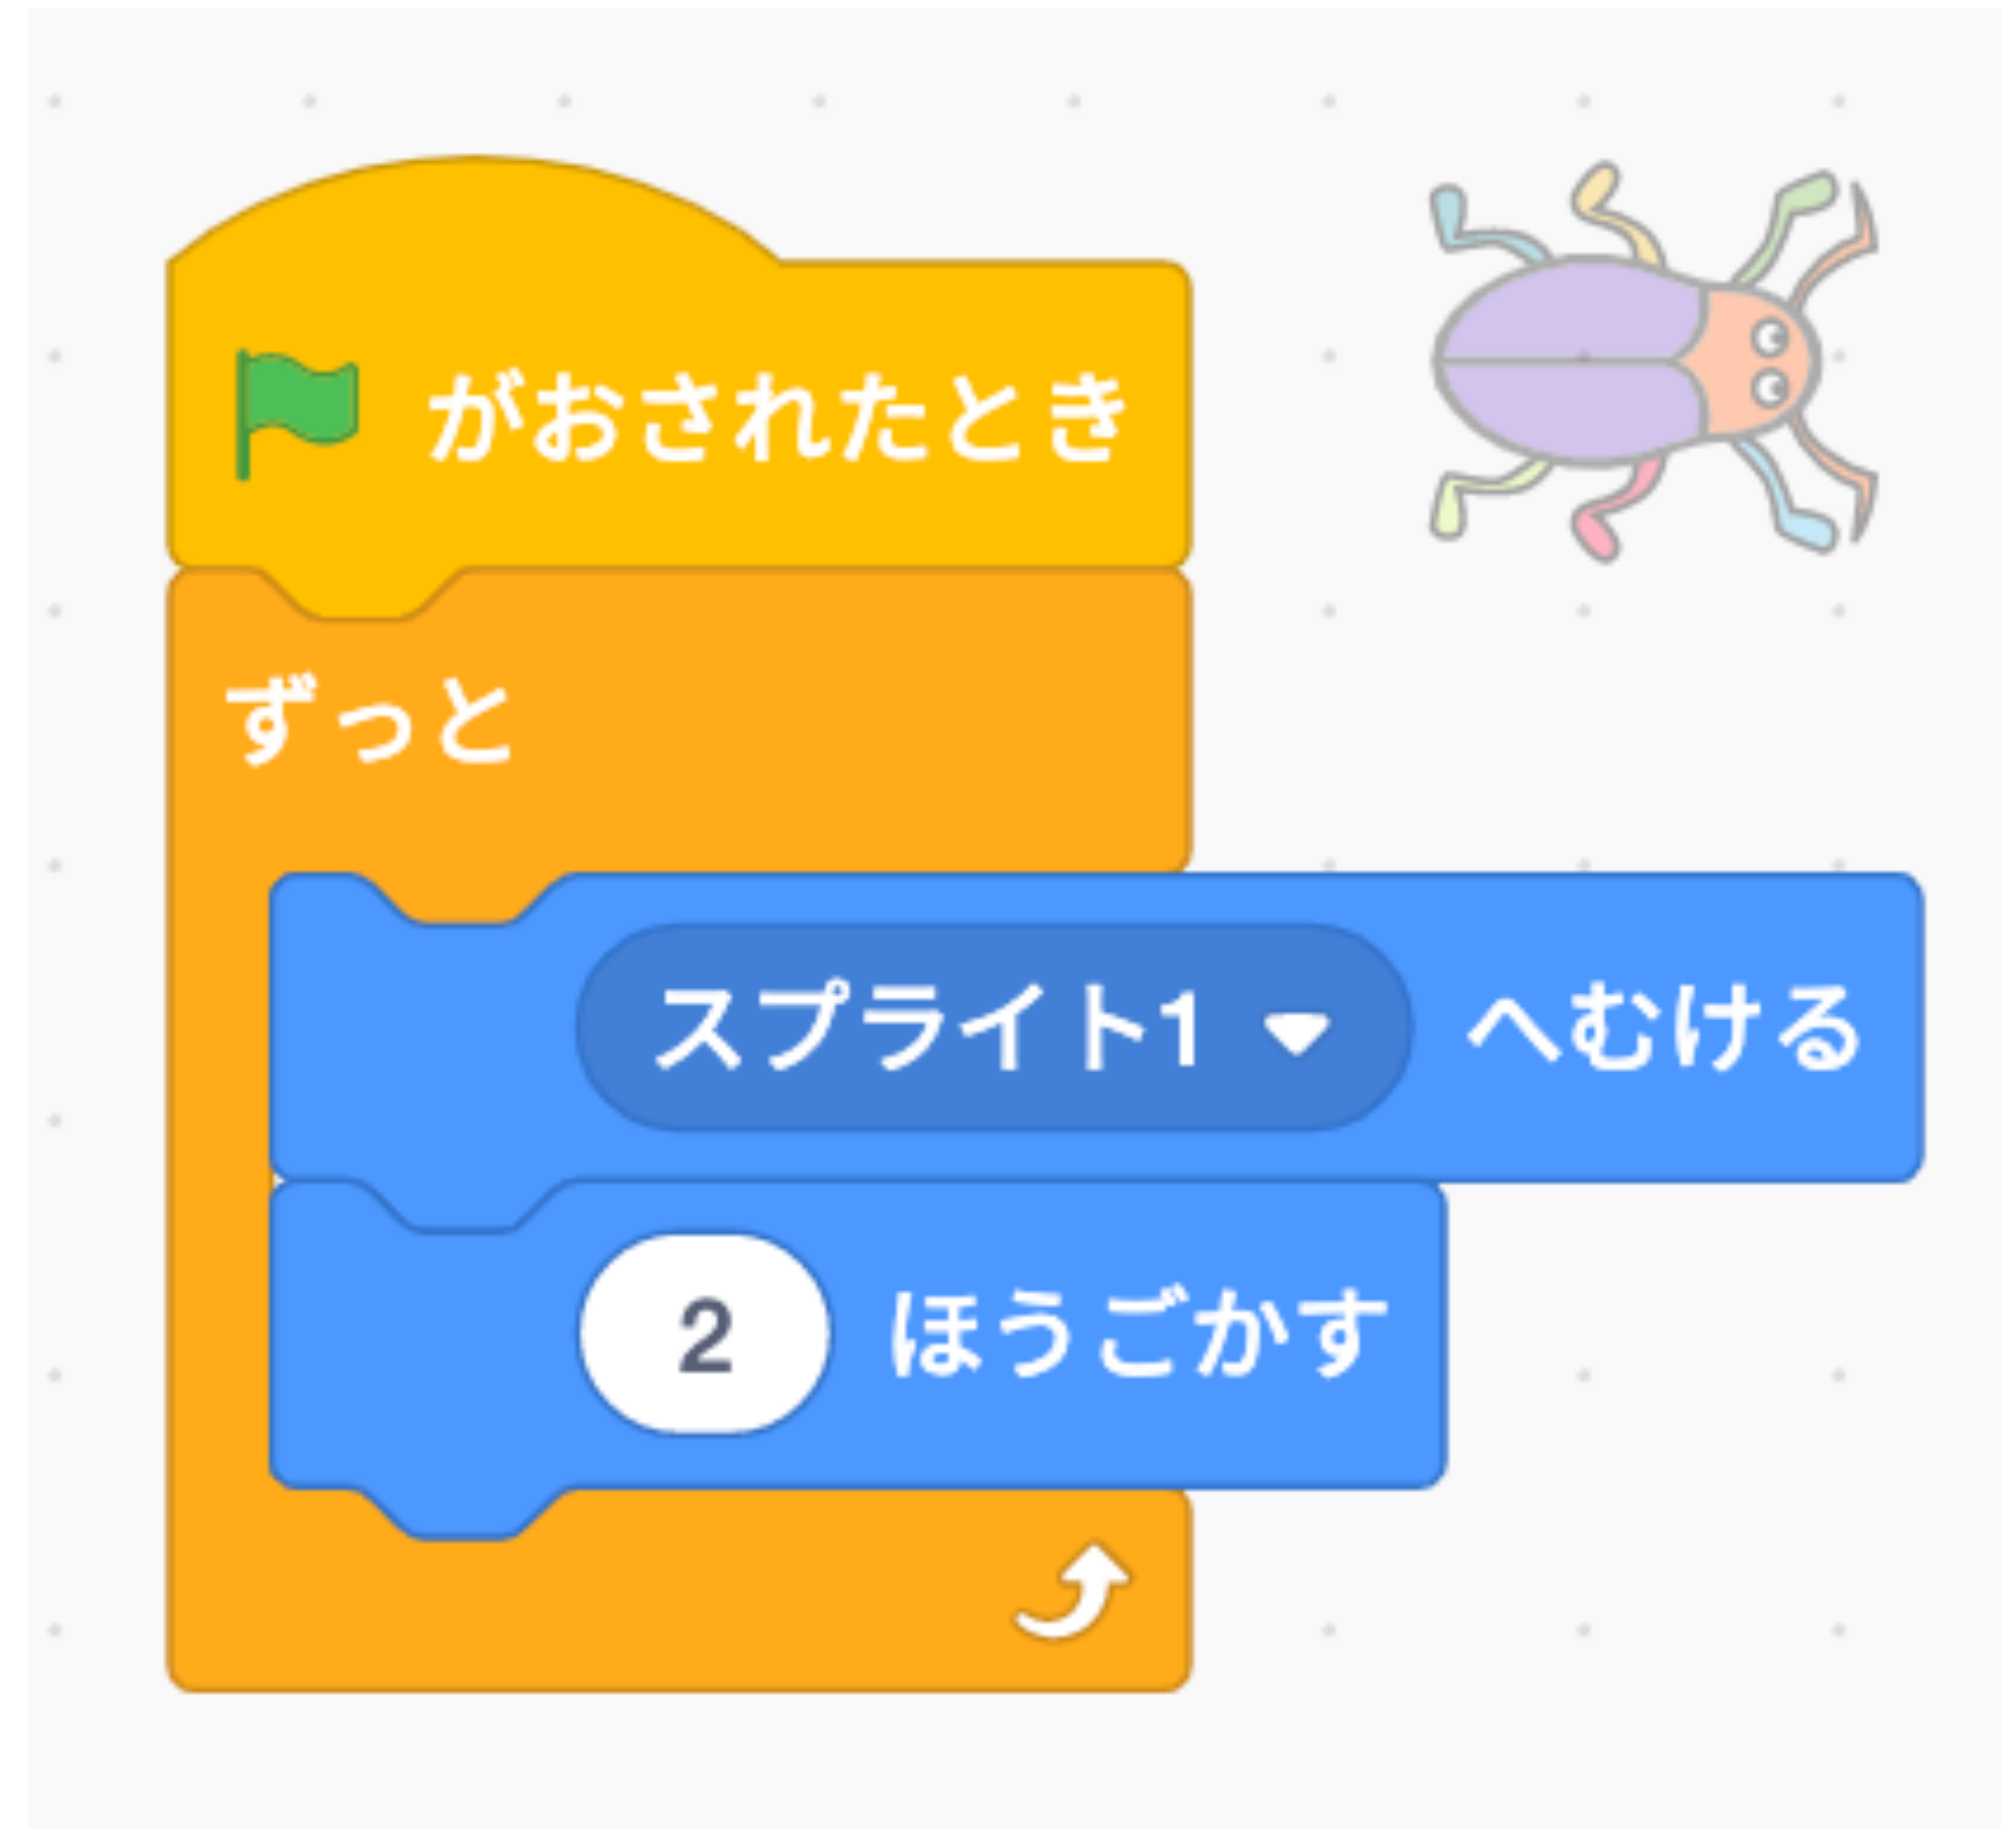 がおされたとき
ずっと
スプライト1 へむける
2 ほうごかす